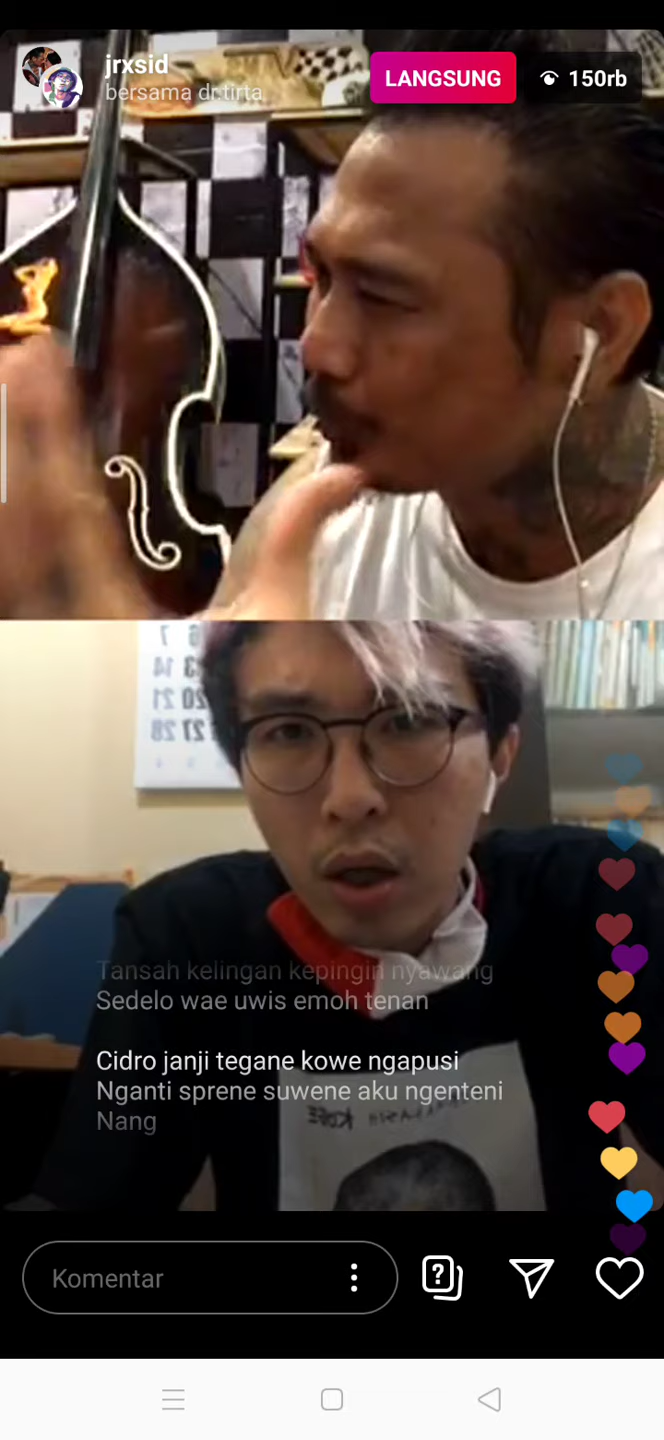 jrxsid
bersama dr.tirta
LANGSUNG
150rb
Tansah kelingan kepingin nyawang
Sedelo wae uwis emoh tenan
Cidro janji tegane kowe ngapusi
Nganti sprene suwene aku ngenteni
Nang
Komentar